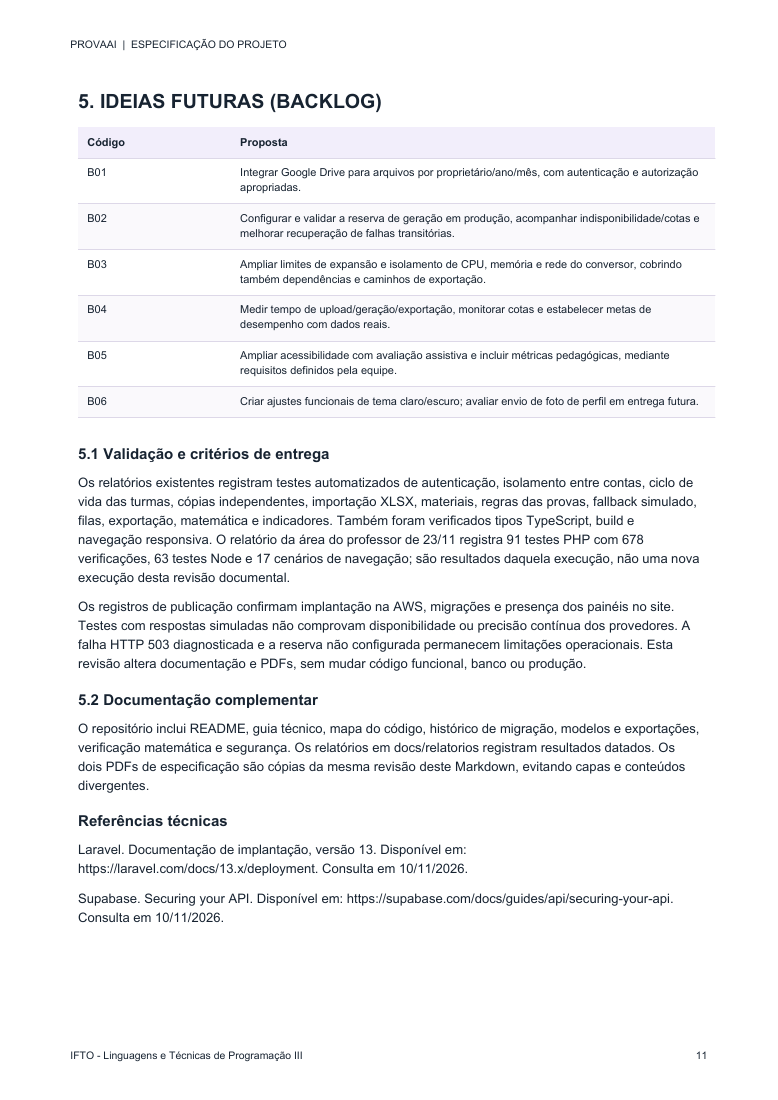 PROVAAI | ESPECIFICAÇÃO DO PROJETO
5. IDEIAS FUTURAS (BACKLOG)
Código Proposta
B01 Integrar Google Drive para arquivos por proprietário/ano/mês, com autenticação e autorização
apropriadas.
B02 Configurar e validar a reserva de geração em produção, acompanhar indisponibilidade/cotas e
melhorar recuperação de falhas transitórias.
B03 Ampliar limites de expansão e isolamento de CPU, memória e rede do conversor, cobrindo
também dependências e caminhos de exportação.
B04 Medir tempo de upload/geração/exportação, monitorar cotas e estabelecer metas de
desempenho com dados reais.
B05 Ampliar acessibilidade com avaliação assistiva e incluir métricas pedagógicas, mediante
requisitos definidos pela equipe.
B06 Criar ajustes funcionais de tema claro/escuro; avaliar envio de foto de perfil em entrega futura.
5.1 Validação e critérios de entrega
Os relatórios existentes registram testes automatizados de autenticação, isolamento entre contas, ciclo de
vida das turmas, cópias independentes, importação XLSX, materiais, regras das provas, fallback simulado,
filas, exportação, matemática e indicadores. Também foram verificados tipos TypeScript, build e
navegação responsiva. O relatório da área do professor de 23/11 registra 91 testes PHP com 678
verificações, 63 testes Node e 17 cenários de navegação; são resultados daquela execução, não uma nova
execução desta revisão documental.
Os registros de publicação confirmam implantação na AWS, migrações e presença dos painéis no site.
Testes com respostas simuladas não comprovam disponibilidade ou precisão contínua dos provedores. A
falha HTTP 503 diagnosticada e a reserva não configurada permanecem limitações operacionais. Esta
revisão altera documentação e PDFs, sem mudar código funcional, banco ou produção.
5.2 Documentação complementar
O repositório inclui README, guia técnico, mapa do código, histórico de migração, modelos e exportações,
verificação matemática e segurança. Os relatórios em docs/relatorios registram resultados datados. Os
dois PDFs de especificação são cópias da mesma revisão deste Markdown, evitando capas e conteúdos
divergentes.
Referências técnicas
Laravel. Documentação de implantação, versão 13. Disponível em:
https://laravel.com/docs/13.x/deployment. Consulta em 10/11/2026.
Supabase. Securing your API. Disponível em: https://supabase.com/docs/guides/api/securing-your-api.
Consulta em 10/11/2026.
IFTO - Linguagens e Técnicas de Programação III 11